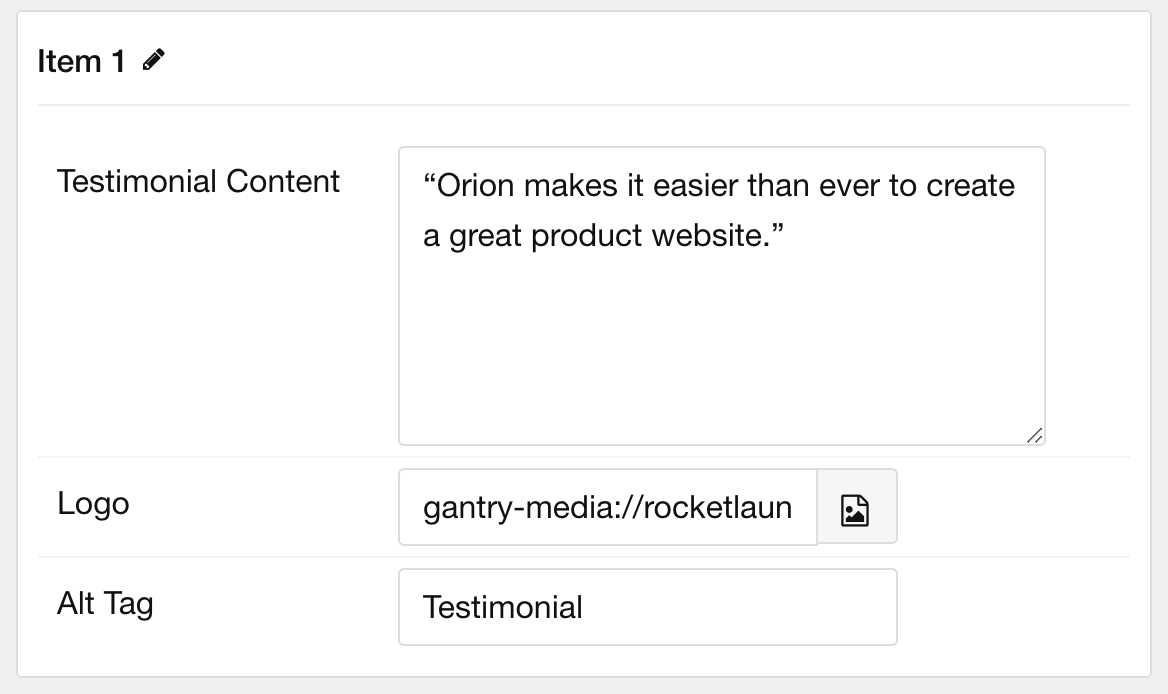 Item 1
Testimonial Content
“Orion makes it easier than ever to create
a great product website.”
Logo
gantry-media://rocketlaun
Alt Tag
Testimonial